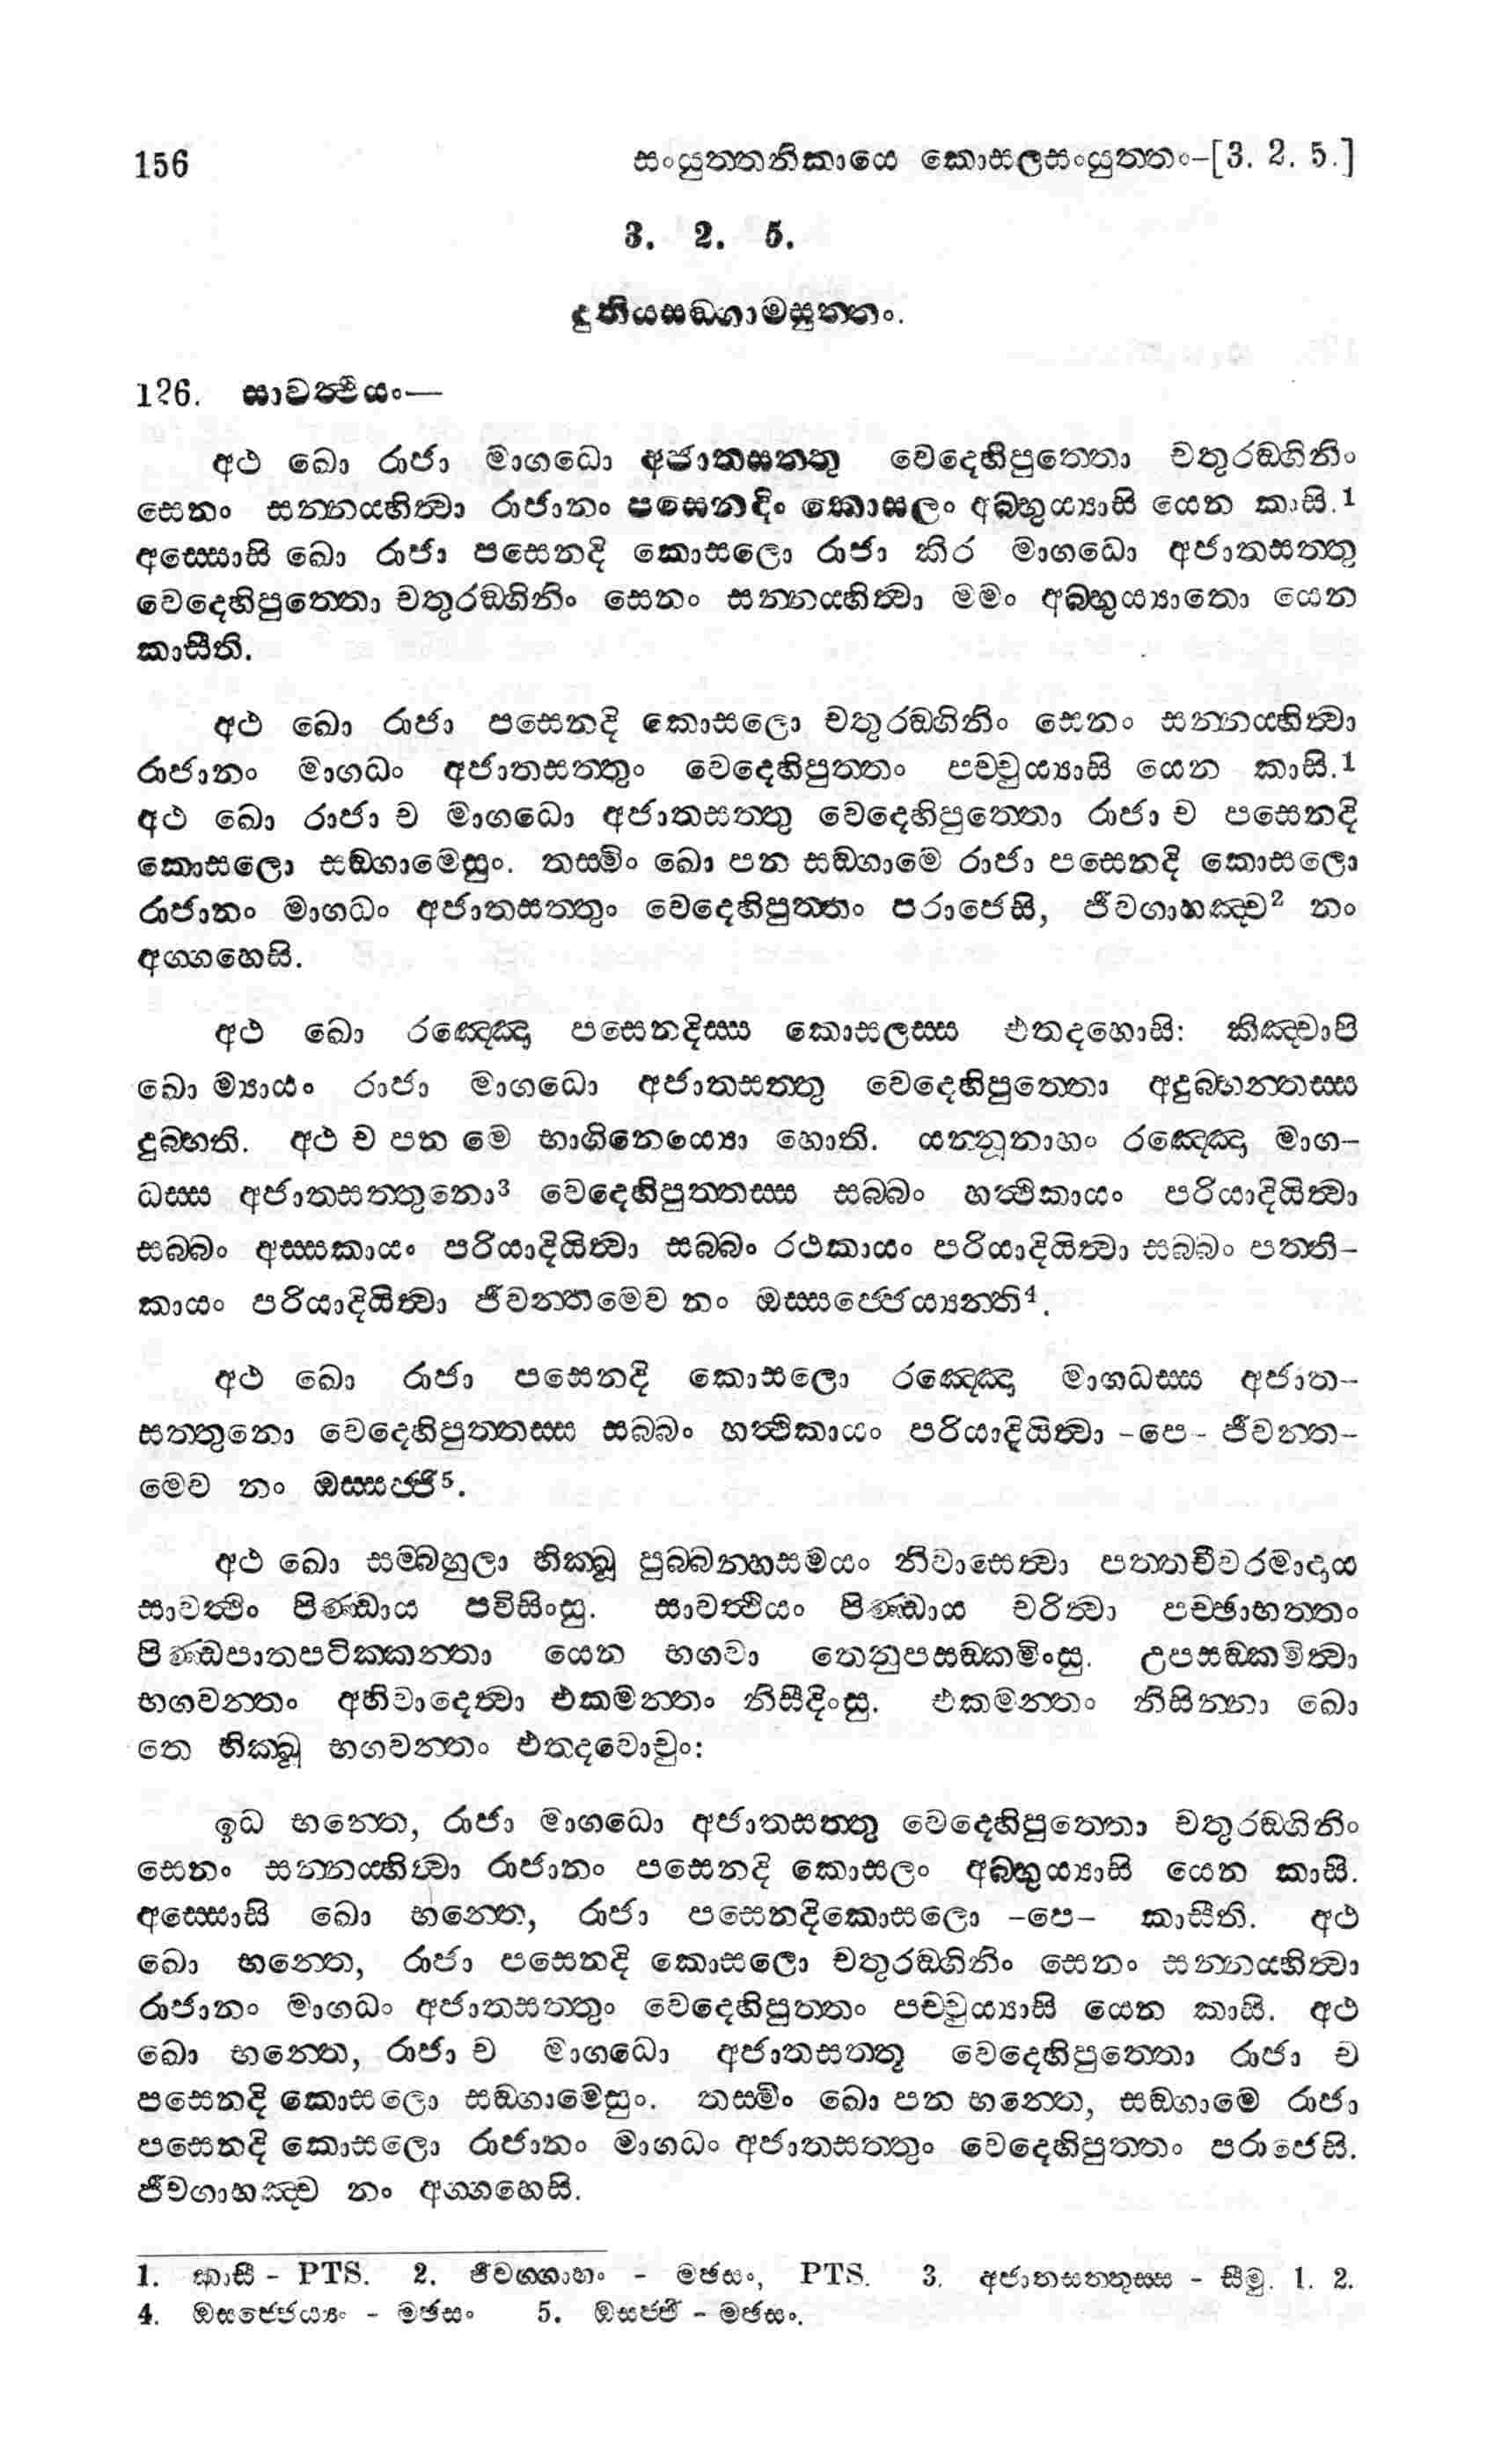 156 සංයුත්තනිකායෙ කොසලසංයුත්තං–[3. 2. 5.]
3. 2. 5.
දුතියසඞ්ගාමසුත්තං.
126. සාවත්ථියං—
අථ ඛො රාජා මාගධො අජාතසත්තු වෙදෙහිපුත්තො චතුරඞ්ගිනිං
සෙනං සන්නය්හිත්වා රාජානං පසෙනදිං කොසලං අබ්භුය්‍යාසි යෙන කාසි.1
අස්සොසි ඛො රාජා පසෙනදි කොසලො රාජා කිර මාගධො අජාතසත්තු
වෙදෙහිපුත්තො චතුරඞ්ගිනිං සෙනං සන්නය්හිත්වා මමං අබ්භුය්‍යාතො යෙන
කාසීති.
අථ ඛො රාජා පසෙනදි කොසලො චතුරඞ්ගිනිං සෙනං සන්නය්හිත්වා
රාජානං මාගධං අජාතසත්තුං වෙදෙහිපුත්තං පච්චුය්‍යාසි යෙන කාසි.1
අථ ඛො රාජා ච මාගධො අජාතසත්තු වෙදෙහිපුත්තො රාජා ච පසෙනදි
කොසලො සඞ්ගාමෙසුං. තස්මිං ඛො පන සඞ්ගාමෙ රාජා පසෙනදි කොසලො
රාජානං මාගධං අජාතසත්තුං වෙදෙහිපුත්තං පරාජෙසි, ජීවගාහඤ්ච2 නං
අග්ගහෙසි.
අථ ඛො රඤ්ඤො පසෙනදිස්ස කොසලස්ස එතදහොසි: කිඤ්චාපි
ඛො ම්‍යායං රාජා මාගධො අජාතසත්තු වෙදෙහිපුත්තො අදුබ්භන්තස්ස
දුබ්භති. අථ ච පන මෙ භාගිනෙය්‍යො හොති. යන්නූනාහං රඤ්ඤො මාග–
ධස්ස අජාතසත්තුනො3 වෙදෙහිපුත්තස්ස සබ්බං හත්ථිකායං පරියාදියිත්වා
සබ්බං අස්සකායං පරියාදියිත්වා සබ්බං රථකායං පරියාදියිත්වා සබ්බං පත්ති–
කායං පරියාදියිත්වා ජීවන්තමෙව නං ඔස්සජ්ජෙය්‍යන්ති4.
අථ ඛො රාජා පසෙනදි කොසලො රඤ්ඤො මාගධස්ස අජාත–
සත්තුනො වෙදෙහිපුත්තස්ස සබ්බං හත්ථිකායං පරියාදියිත්වා –පෙ– ජීවන්ත–
මෙව නං ඔස්සජ්ජි5.
අථ ඛො සම්බහුලා භික්ඛූ පුබ්බන්හසමයං නිවාසෙත්වා පත්තචීවරමාදාය
සාවත්ථිං පිණ්ඩාය පවිසිංසු. සාවත්ථියං පිණ්ඩාය චරිත්වා පච්ඡාභත්තං
පිණ්ඩපාතපටික්කන්තා යෙන භගවා තෙනුපසඞ්කමිංසු. උපසඞ්කමිත්වා
භගවන්තං අභිවාදෙත්වා එකමන්තං නිසීදිංසු. එකමන්තං නිසින්නා ඛො
තෙ භික්ඛූ භගවන්තං එතදවොචුං:
ඉධ භන්තෙ, රාජා මාගධො අජාතසත්තු වෙදෙහිපුත්තො චතුරඞ්ගිනිං
සෙනං සන්නය්හිත්වා රාජානං පසෙනදි කොසලං අබ්භුය්‍යාසි යෙන කාසි.
අස්සොසි ඛො භන්තෙ, රාජා පසෙනදිකොසලො –පෙ– කාසීති. අථ
ඛො භන්තෙ, රාජා පසෙනදි කොසලො චතුරඞ්ගිනිං සෙනං සන්නය්හිත්වා
රාජානං මාගධං අජාතසත්තුං වෙදෙහිපුත්තං පච්චුය්‍යාසි යෙන කාසි. අථ
ඛො භන්තෙ, රාජා ච මාගධො අජාතසත්තු වෙදෙහිපුත්තො රාජා ච
පසෙනදි කොසලො සඞ්ගාමෙසුං. තස්මිං ඛො පන භන්තෙ, සඞ්ගාමෙ රාජා
පසෙනදි කොසලො රාජානං මාගධං අජාතසත්තුං වෙදෙහිපුත්තං පරාජෙසි.
ජීවගාහඤ්ච නං අග්ගහෙසි.
1. කාසී - PTS. 2. ජීවග්ගාහං - මඡසං, PTS. 3. අජාතසත්තුස්ස - සීමු. 1. 2.
4. ඔසජ්ජෙය්‍යං - මඡසං 5. ඔසජ්ජි - මඡසං.